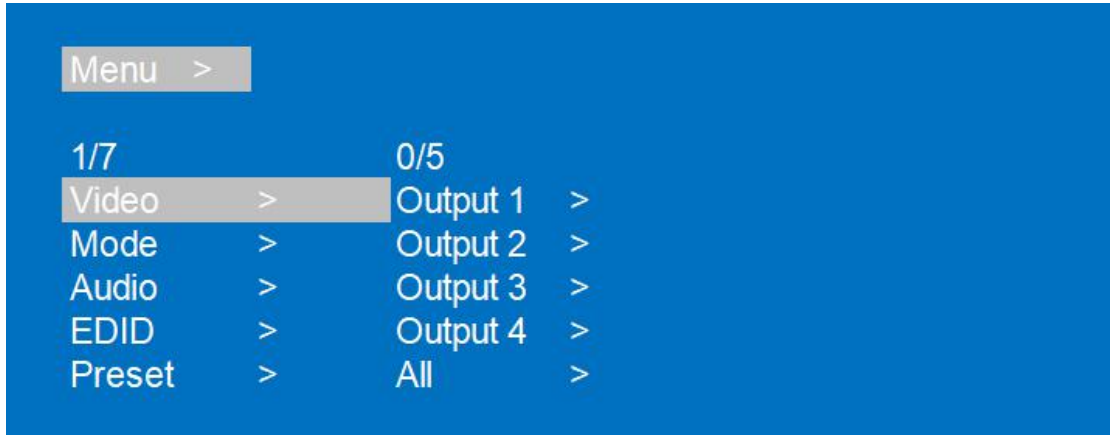 Menu >
1/7 0/5
Video > Output 1 >
Mode > Output 2 >
Audio > Output 3 >
EDID > Output 4 >
Preset > All >